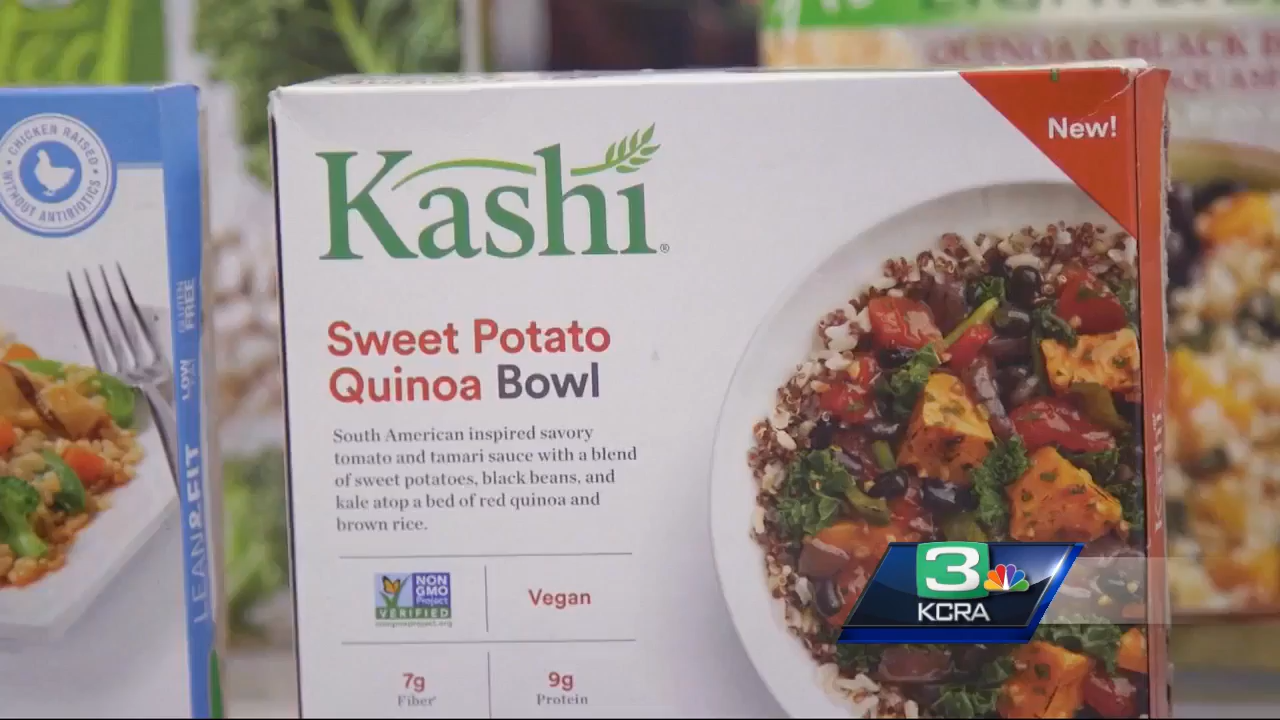 CHICKEN RAISED
WITHOUT ANTIBIOTICS
GLUTEN
FREE
LOW
LEAN&FIT
Kashi®
New!
Sweet Potato
Quinoa Bowl
South American inspired savory
tomato and tamari sauce with a blend
of sweet potatoes, black beans, and
kale atop a bed of red quinoa and
brown rice.
NON
GMO
Project
VERIFIED
nongmoproject.org
Vegan
7g
Fiber
9g
Protein
QUINOA & BLACK B
3
KCRA